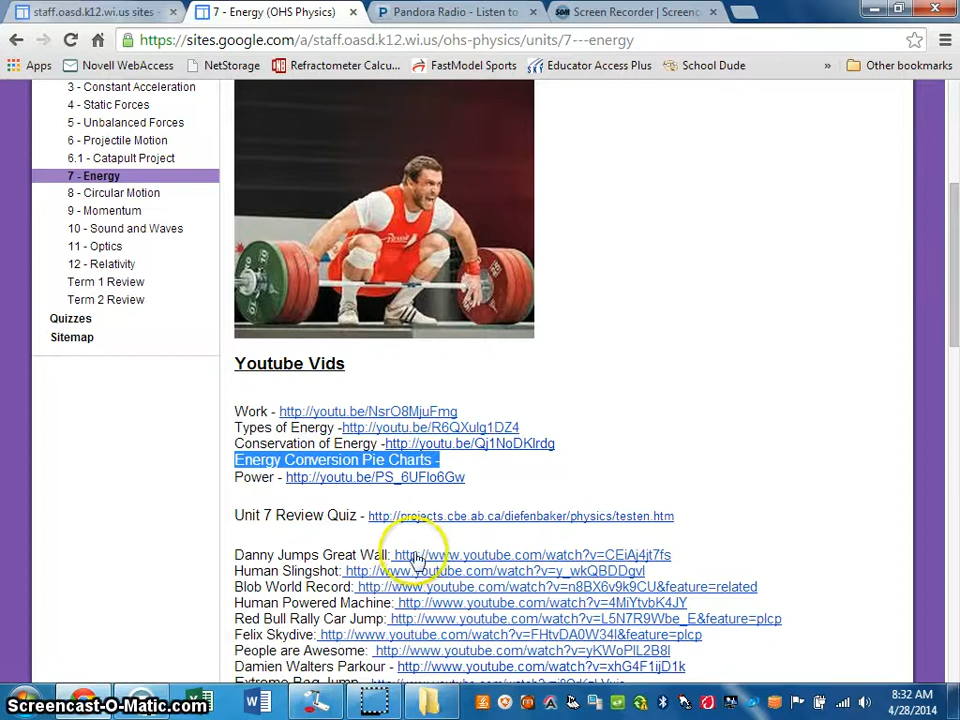 staff.oasd.k12.wi.us sites -
7 - Energy (OHS Physics)
Pandora Radio - Listen to
Screen Recorder | Screenc
https://sites.google.com/a/staff.oasd.k12.wi.us/ohs-physics/units/7---energy
Apps Novell WebAccess NetStorage Refractometer Calcu... FastModel Sports Educator Access Plus School Dude » Other bookmarks
3 - Constant Acceleration
4 - Static Forces
5 - Unbalanced Forces
6 - Projectile Motion
6.1 - Catapult Project
7 - Energy
8 - Circular Motion
9 - Momentum
10 - Sound and Waves
11 - Optics
12 - Relativity
Term 1 Review
Term 2 Review
Quizzes
Sitemap
Youtube Vids
Work - http://youtu.be/NsrO8MjuFmg
Types of Energy -http://youtu.be/R6QXuIg1DZ4
Conservation of Energy -http://youtu.be/Qj1NoDKIrdg
Energy Conversion Pie Charts -
Power - http://youtu.be/PS_6UFIo6Gw
Unit 7 Review Quiz - http://projects.cbe.ab.ca/diefenbaker/physics/testen.htm
Danny Jumps Great Wall: http://www.youtube.com/watch?v=CEiAj4jt7fs
Human Slingshot: http://www.youtube.com/watch?v=y_wkQBDDgvI
Blob World Record: http://www.youtube.com/watch?v=n8BX6v9k9CU&feature=related
Human Powered Machine: http://www.youtube.com/watch?v=4MiYtvbK4JY
Red Bull Rally Car Jump: http://www.youtube.com/watch?v=L5N7R9Wbe_E&feature=plcp
Felix Skydive: http://www.youtube.com/watch?v=FHtvDA0W34I&feature=plcp
People are Awesome: http://www.youtube.com/watch?v=yKWoPlL2B8I
Damien Walters Parkour - http://www.youtube.com/watch?v=xhG4F1ijD1k
8:32 AM
4/28/2014
Screencast-O-Matic.com